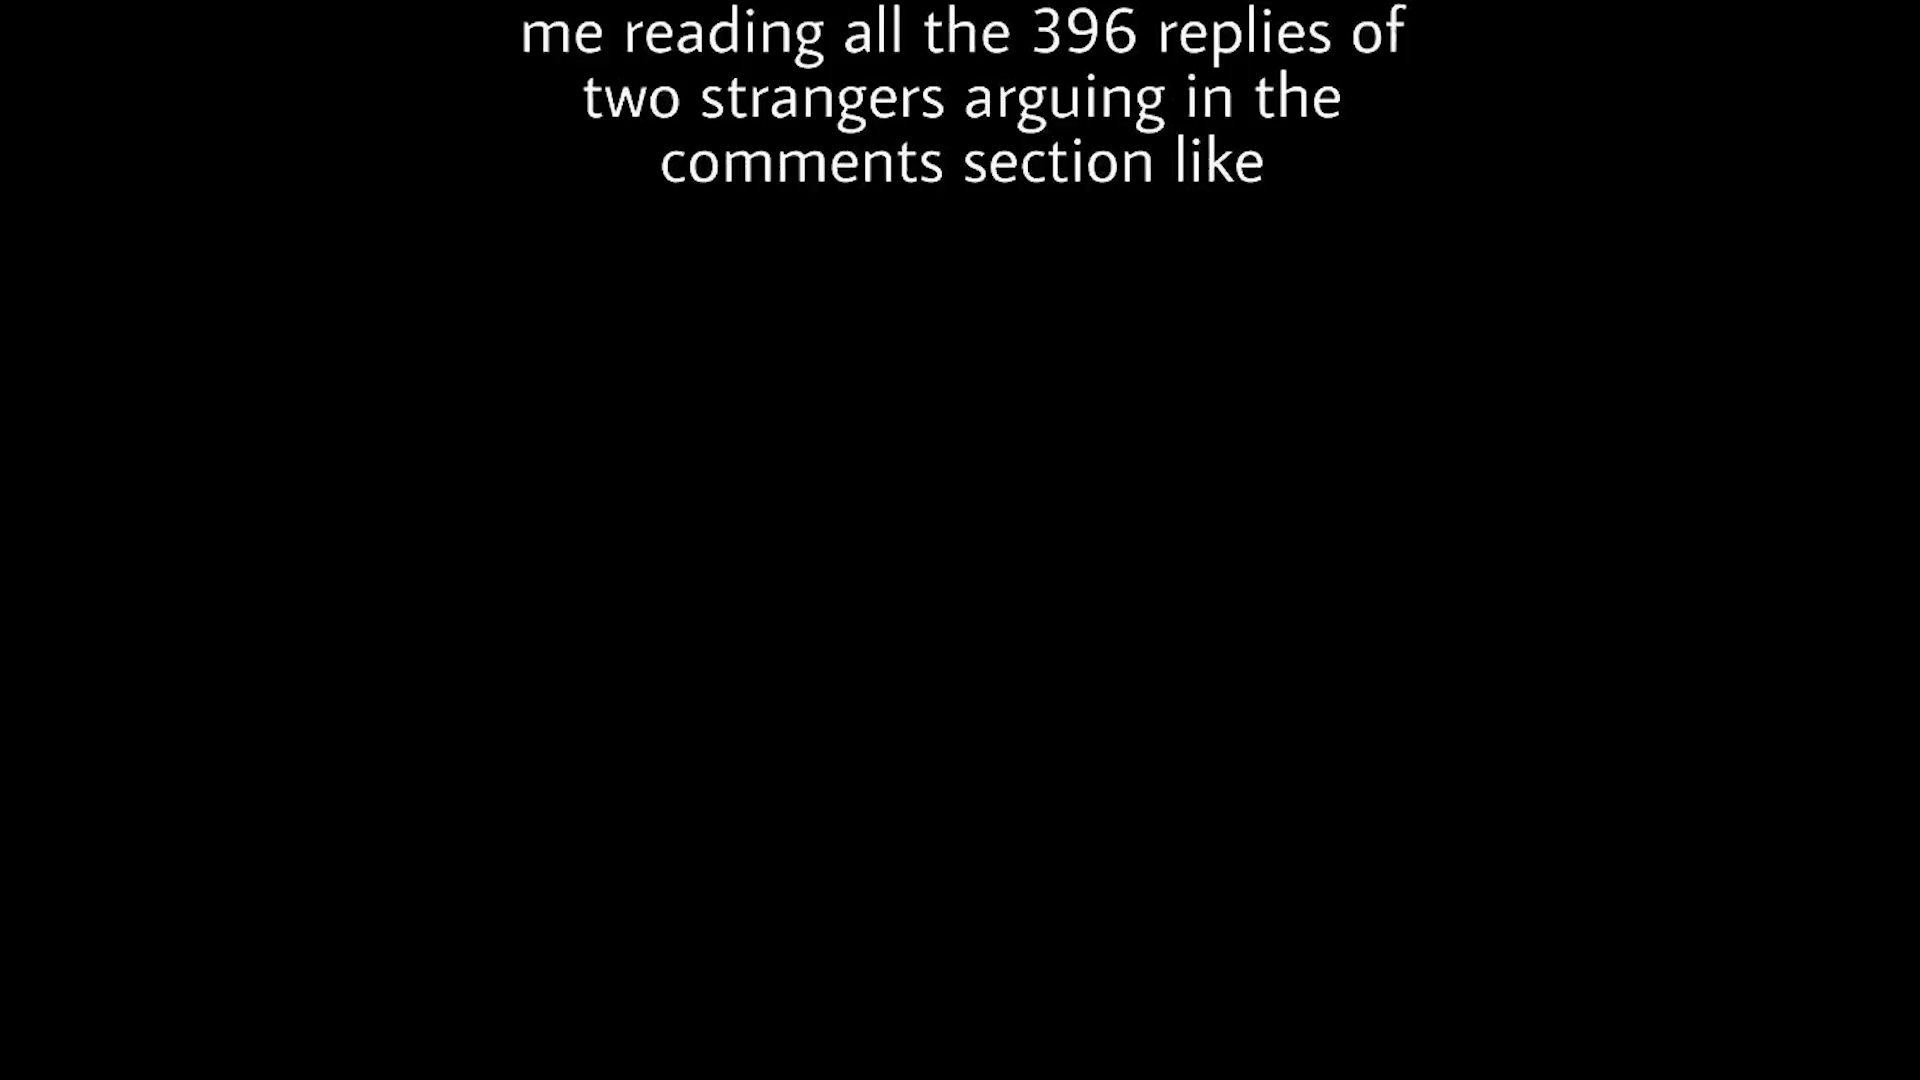 me reading all the 396 replies of
two strangers arguing in the
comments section like